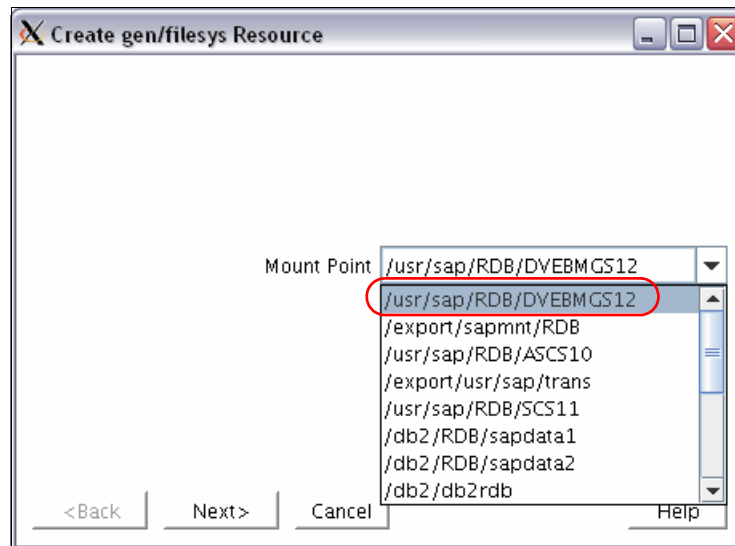 Create gen/filesys Resource
Mount Point /usr/sap/RDB/DVEBMGS12
/usr/sap/RDB/DVEBMGS12
/export/sapmnt/RDB
/usr/sap/RDB/ASCS10
/export/usr/sap/trans
/usr/sap/RDB/SCS11
/db2/RDB/sapdata1
/db2/RDB/sapdata2
/db2/db2rdb
<Back Next> Cancel Help